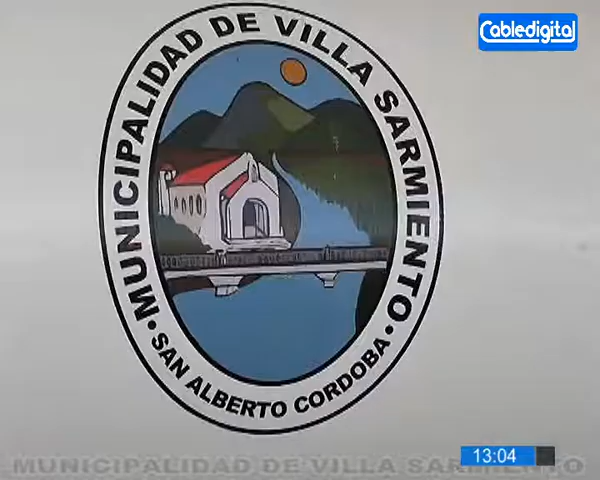 Cabledigital
MUNICIPALIDAD DE VILLA SARMIENTO
• SAN ALBERTO CORDOBA •
13:04
MUNICIPALIDAD DE VILLA SARMIENTO